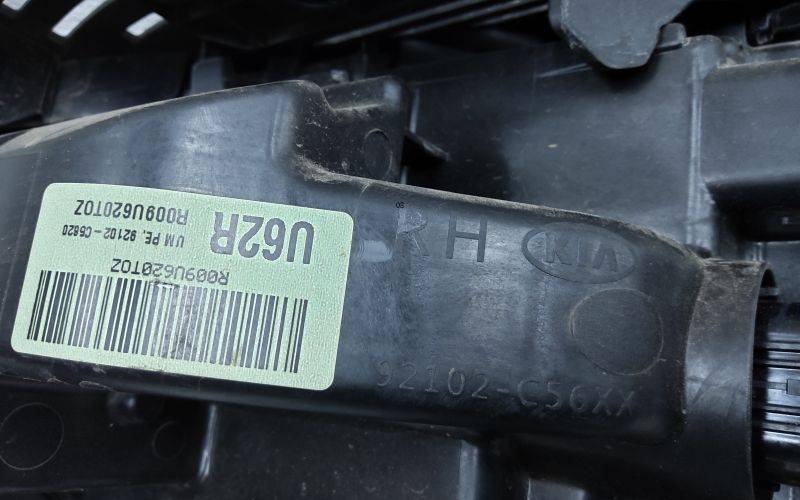 U62R
UM PE, 92102-C5620
R009U620T0Z
R009U620T0Z
RH
KIA
92102-C56XX